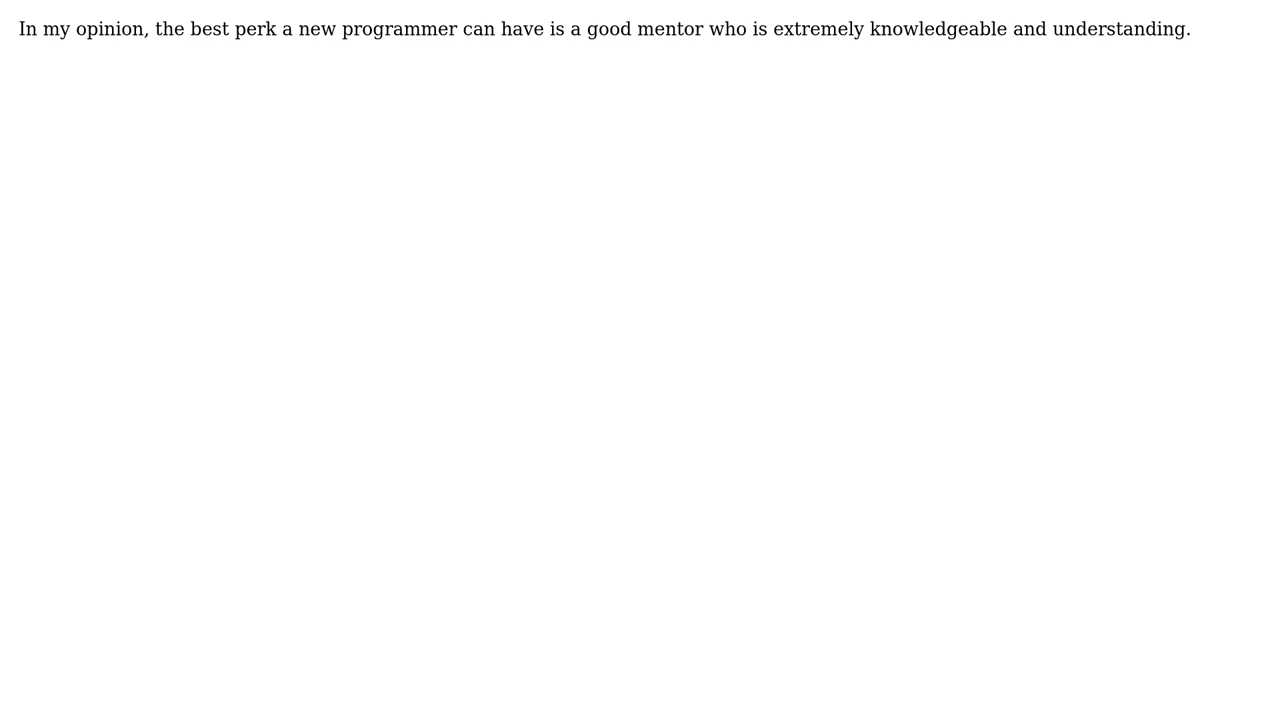 In my opinion, the best perk a new programmer can have is a good mentor who is extremely knowledgeable and understanding.